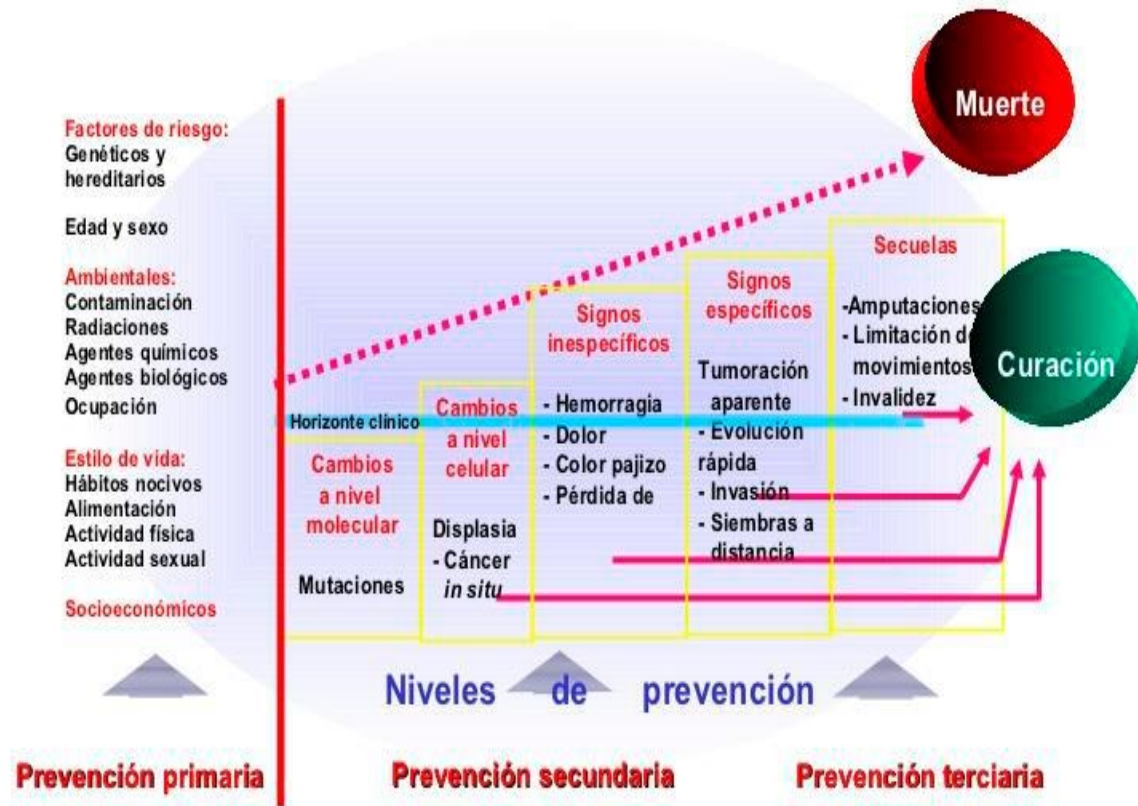 Muerte
Factores de riesgo:
Genéticos y
hereditarios
Edad y sexo
Ambientales:
Contaminación
Radiaciones
Agentes químicos
Agentes biológicos
Ocupación
Estilo de vida:
Hábitos nocivos
Alimentación
Actividad física
Actividad sexual
Socioeconómicos
Horizonte clínico
Cambios
a nivel
molecular
Mutaciones
Cambios
a nivel
celular
Displasia
- Cáncer
in situ
Signos
inespecíficos
- Hemorragia
- Dolor
- Color pajizo
- Pérdida de
Signos
específicos
Tumoración
aparente
- Evolución
rápida
- Invasión
- Siembras a
distancia
Secuelas
-Amputaciones
- Limitación de
movimientos
- Invalidez
Curación
Niveles de prevención
Prevención primaria
Prevención secundaria
Prevención terciaria